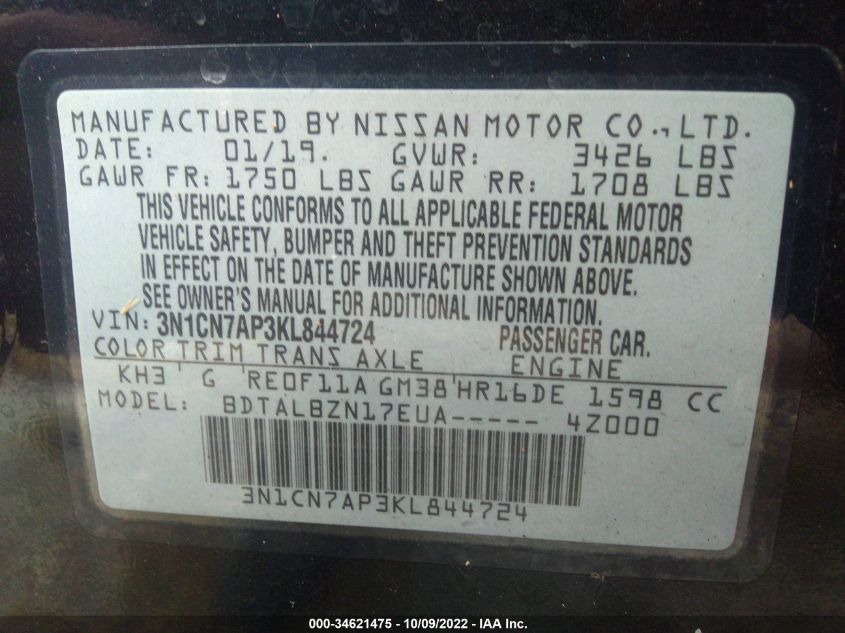 MANUFACTURED BY NISSAN MOTOR CO., LTD.
DATE: 01/19. GVWR: 3426 LBS
GAWR FR: 1750 LBS GAWR RR: 1708 LBS
THIS VEHICLE CONFORMS TO ALL APPLICABLE FEDERAL MOTOR
VEHICLE SAFETY, BUMPER AND THEFT PREVENTION STANDARDS
IN EFFECT ON THE DATE OF MANUFACTURE SHOWN ABOVE.
SEE OWNER'S MANUAL FOR ADDITIONAL INFORMATION.
VIN: 3N1CN7AP3KL844724 PASSENGER CAR.
COLOR TRIM TRANS AXLE ENGINE
KH3 ' G 'RE0F11A GM38'HR16DE 1598 CC
MODEL: BDTALBZN17EUA----- 4Z000
3N1CN7AP3KL844724
000-34621475 - 10/09/2022 - IAA Inc.